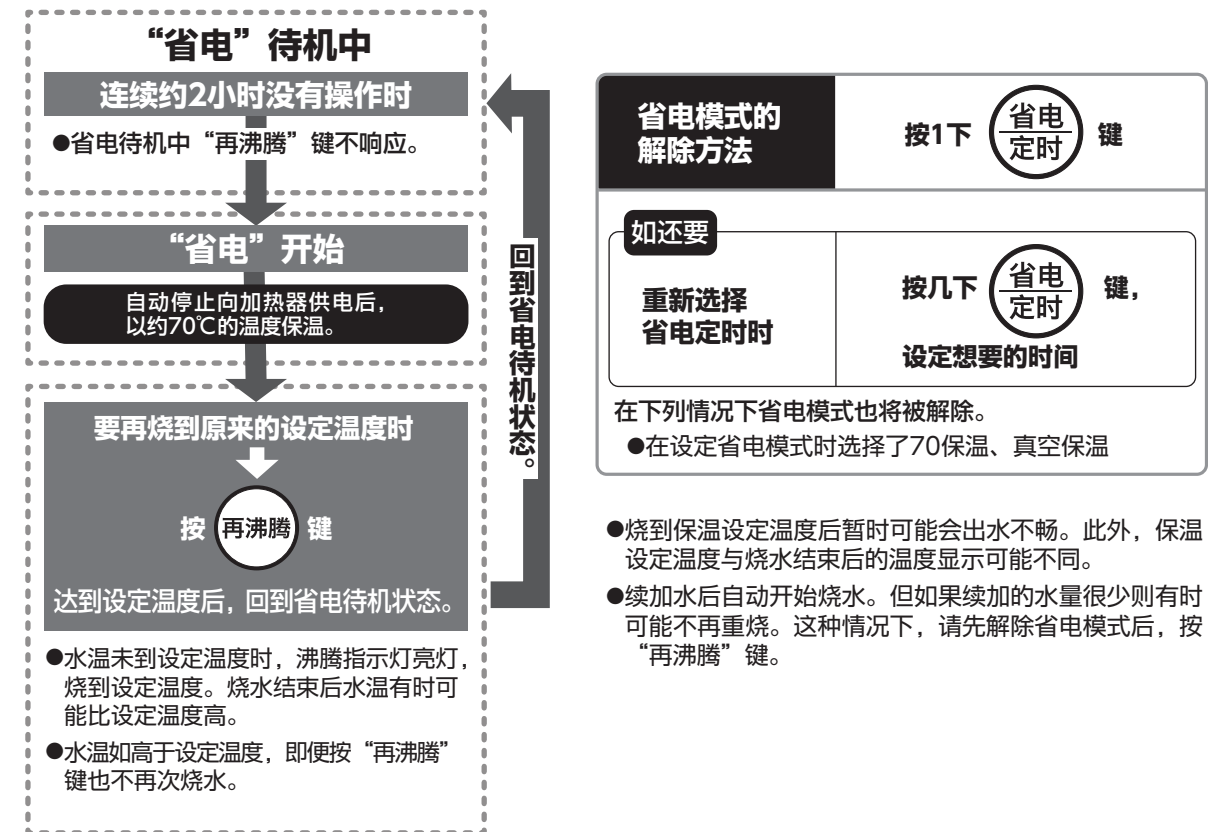 “省电”待机中
连续约2小时没有操作时
●省电待机中“再沸腾”键不响应。
“省电”开始
自动停止向加热器供电后，
以约70℃的温度保温。
要再烧到原来的设定温度时
按 再沸腾 键
达到设定温度后，回到省电待机状态。
●水温未到设定温度时，沸腾指示灯亮灯，
烧到设定温度。烧水结束后水温有时可
能比设定温度高。
●水温如高于设定温度，即便按“再沸腾”
键也不再次烧水。
回到省电待机状态。
省电模式的
解除方法
按1下 省电 键
定时
如还要
重新选择
省电定时时
按几下 省电 键，
定时
设定想要的时间
在下列情况下省电模式也将被解除。
●在设定省电模式时选择了70保温、真空保温
●烧到保温设定温度后暂时可能会出水不畅。此外，保温
设定温度与烧水结束后的温度显示可能不同。
●续加水后自动开始烧水。但如果续加的水量很少则有时
可能不再重烧。这种情况下，请先解除省电模式后，按
“再沸腾”键。